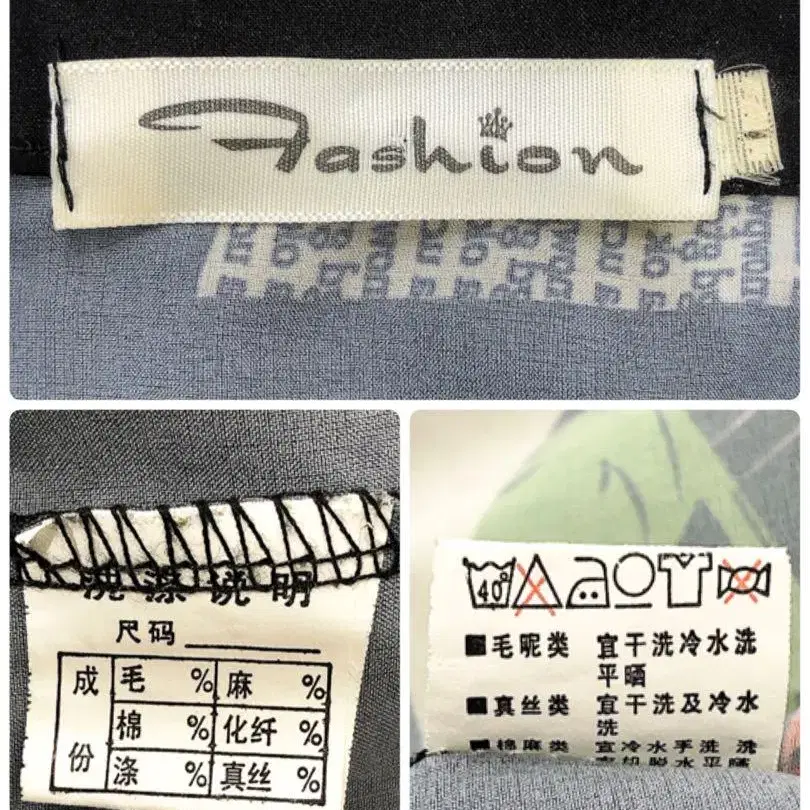 Fashion
洗涤说明
尺码
成份
毛 % 麻 %
棉 % 化纤 %
涤 % 真丝 %
40°
■毛呢类 宜干洗冷水洗
平晒
■真丝类 宜干洗及冷水
洗
■棉麻类 宜冷水手洗 洗